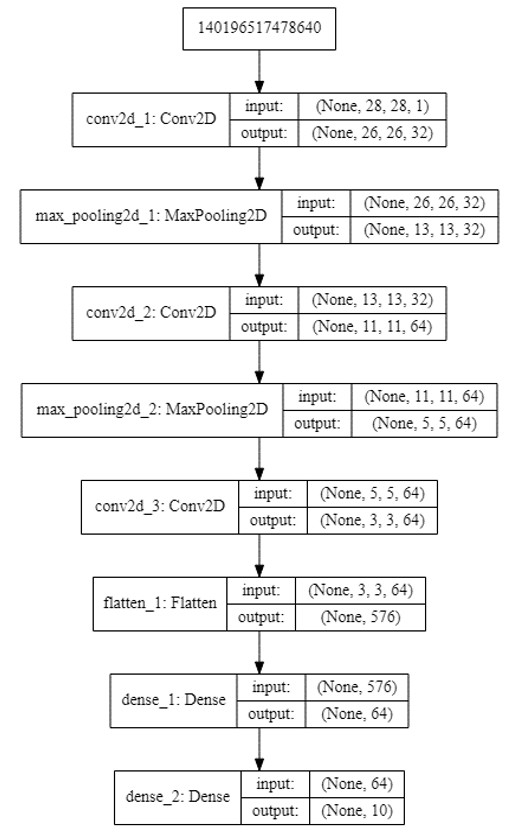 140196517478640
conv2d_1: Conv2D
input: (None, 28, 28, 1)
output: (None, 26, 26, 32)
max_pooling2d_1: MaxPooling2D
input: (None, 26, 26, 32)
output: (None, 13, 13, 32)
conv2d_2: Conv2D
input: (None, 13, 13, 32)
output: (None, 11, 11, 64)
max_pooling2d_2: MaxPooling2D
input: (None, 11, 11, 64)
output: (None, 5, 5, 64)
conv2d_3: Conv2D
input: (None, 5, 5, 64)
output: (None, 3, 3, 64)
flatten_1: Flatten
input: (None, 3, 3, 64)
output: (None, 576)
dense_1: Dense
input: (None, 576)
output: (None, 64)
dense_2: Dense
input: (None, 64)
output: (None, 10)